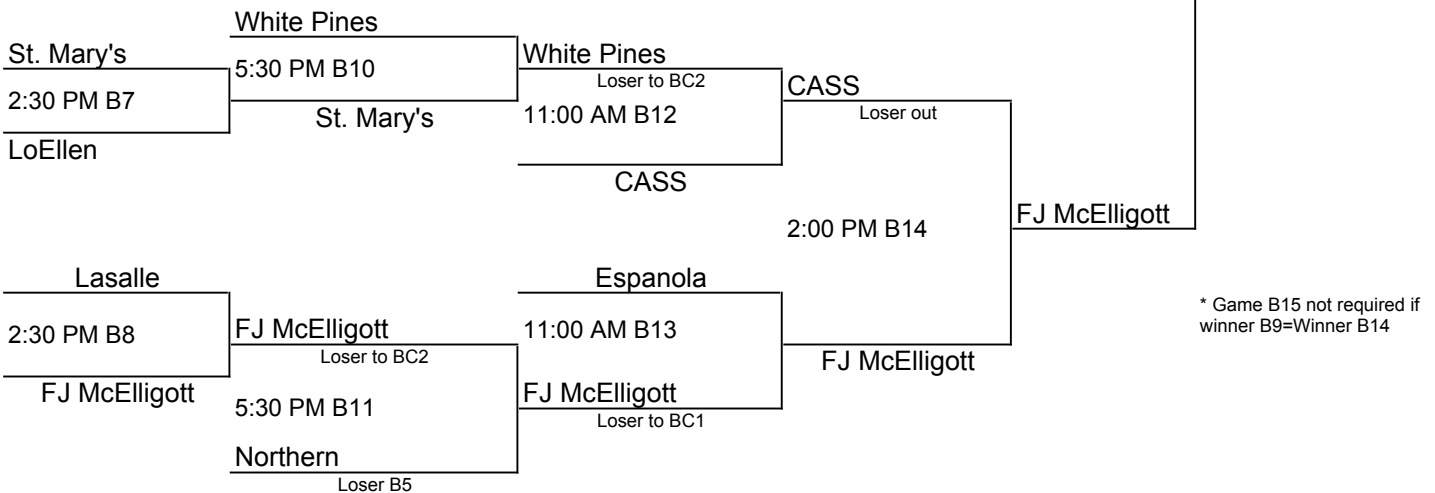 White Pines
St. Mary's
White Pines
5:30 PM B10
Loser to BC2
CASS
2:30 PM B7
St. Mary's
11:00 AM B12
Loser out
LoEllen
CASS
FJ McElligott
2:00 PM B14
Lasalle
Espanola
* Game B15 not required if
winner B9=Winner B14
2:30 PM B8
FJ McElligott
11:00 AM B13
Loser to BC2
FJ McElligott
FJ McElligott
FJ McElligott
5:30 PM B11
Loser to BC1
Northern
Loser B5